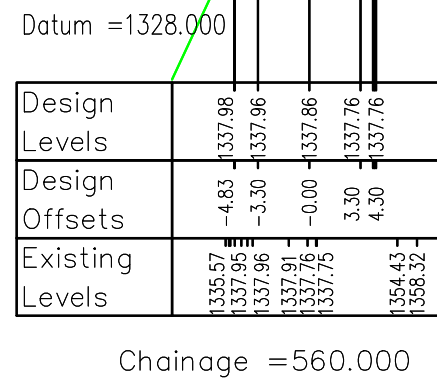 Datum =1328.000
Design Levels 1337.98 1337.96 1337.86 1337.76 1337.76
Design Offsets -4.83 -3.30 -0.00 3.30 4.30
Existing Levels 1335.57 1337.95 1337.96 1337.91 1337.76 1337.75 1354.43 1358.32
Chainage =560.000